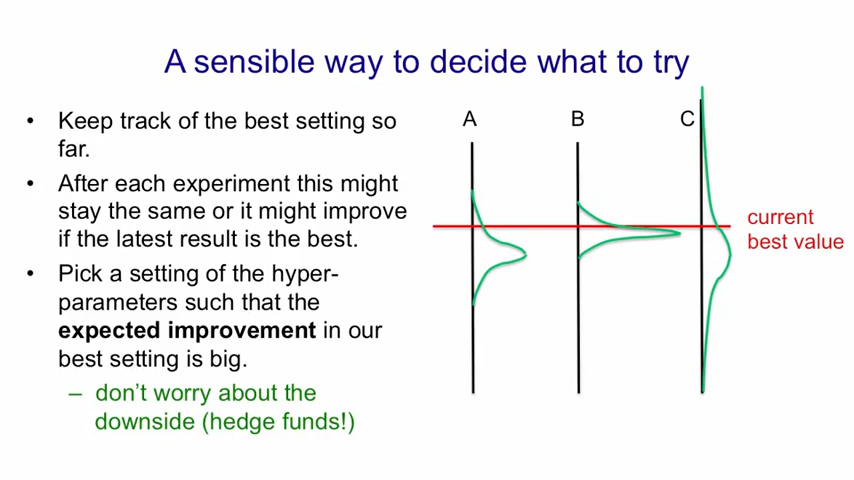 A sensible way to decide what to try
• Keep track of the best setting so
far.
• After each experiment this might
stay the same or it might improve
if the latest result is the best.
• Pick a setting of the hyper-
parameters such that the
expected improvement in our
best setting is big.
– don't worry about the
downside (hedge funds!)
A
B
C
current
best value